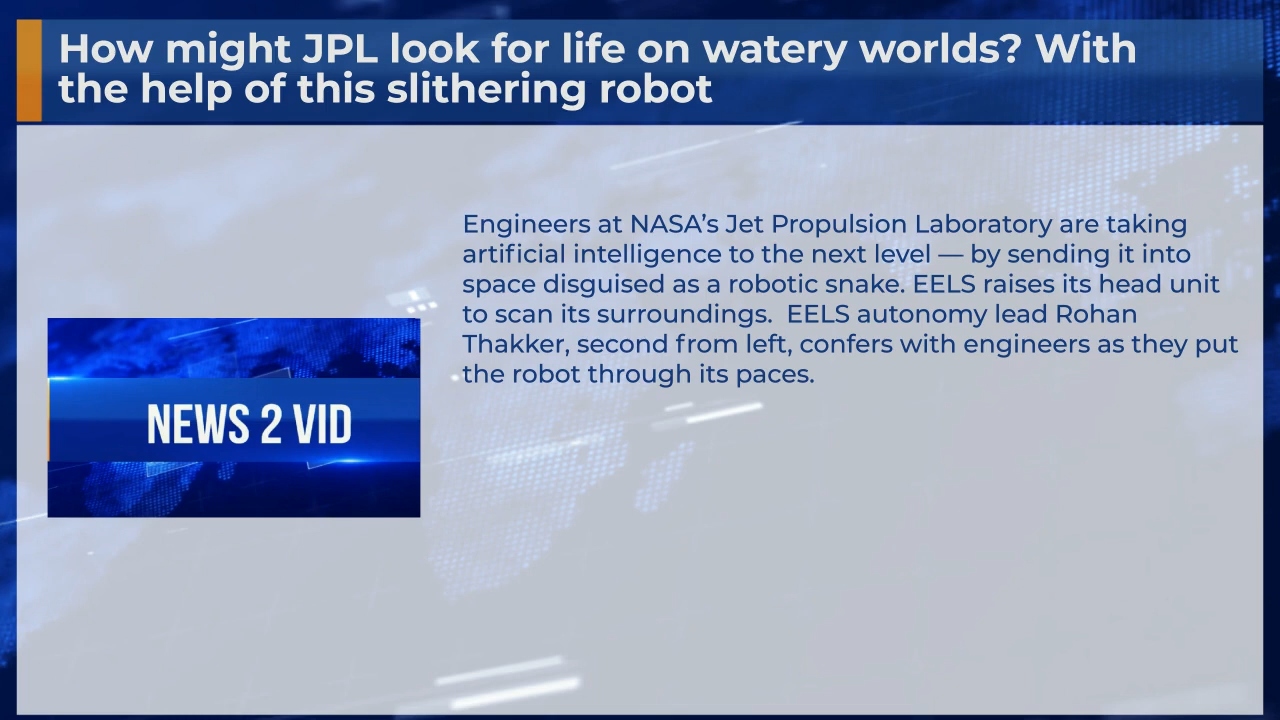 How might JPL look for life on watery worlds? With
the help of this slithering robot
Engineers at NASA’s Jet Propulsion Laboratory are taking
artificial intelligence to the next level — by sending it into
space disguised as a robotic snake. EELS raises its head unit
to scan its surroundings.  EELS autonomy lead Rohan
Thakker, second from left, confers with engineers as they put
the robot through its paces.
NEWS 2 VID